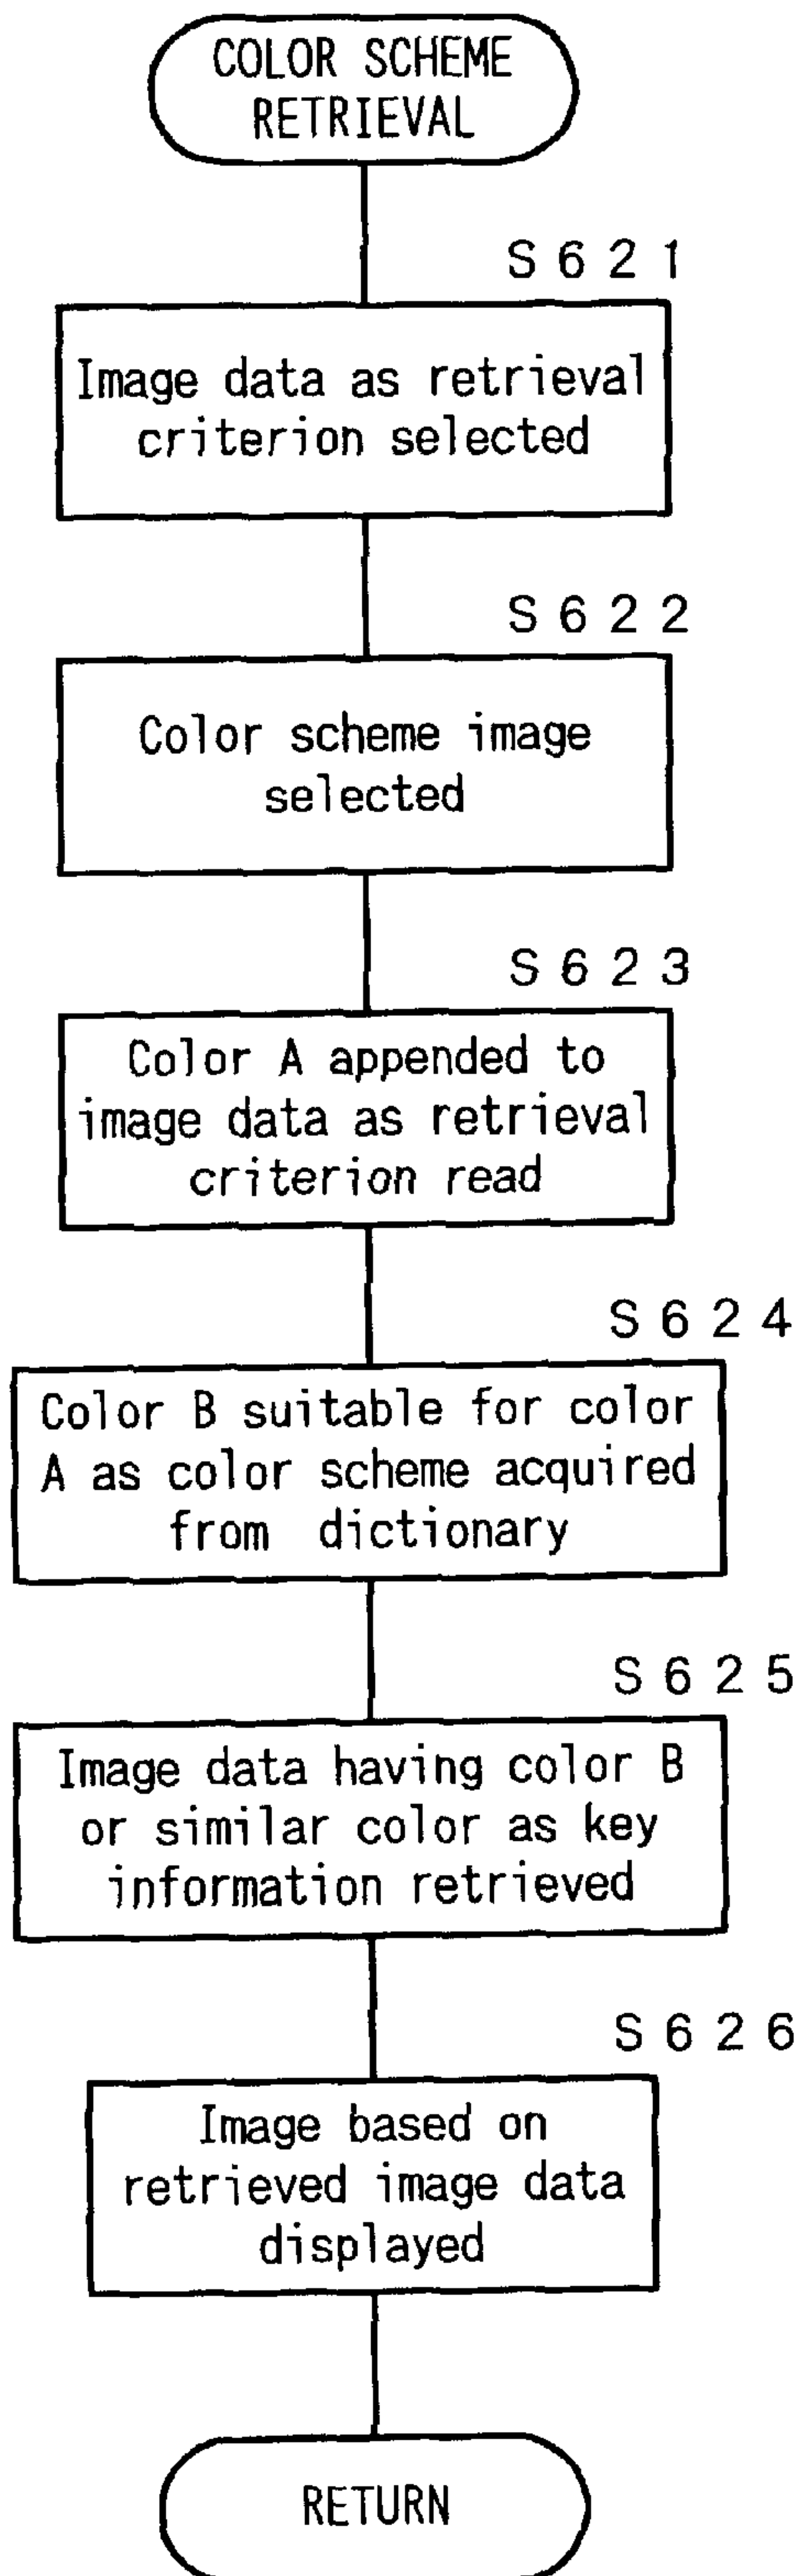 COLOR SCHEME
RETRIEVAL
S621
Image data as retrieval
criterion selected
S622
Color scheme image
selected
S623
Color A appended to
image data as retrieval
criterion read
S624
Color B suitable for color
A as color scheme acquired
from dictionary
S625
Image data having color B
or similar color as key
information retrieved
S626
Image based on
retrieved image data
displayed
RETURN